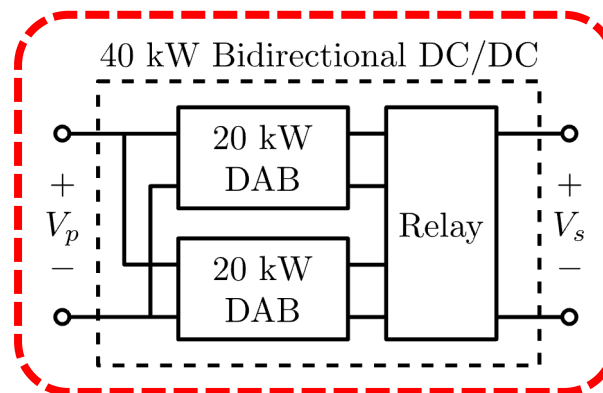 40 kW Bidirectional DC/DC
20 kW
DAB
+
V_p
−
Relay
+
V_s
−
20 kW
DAB